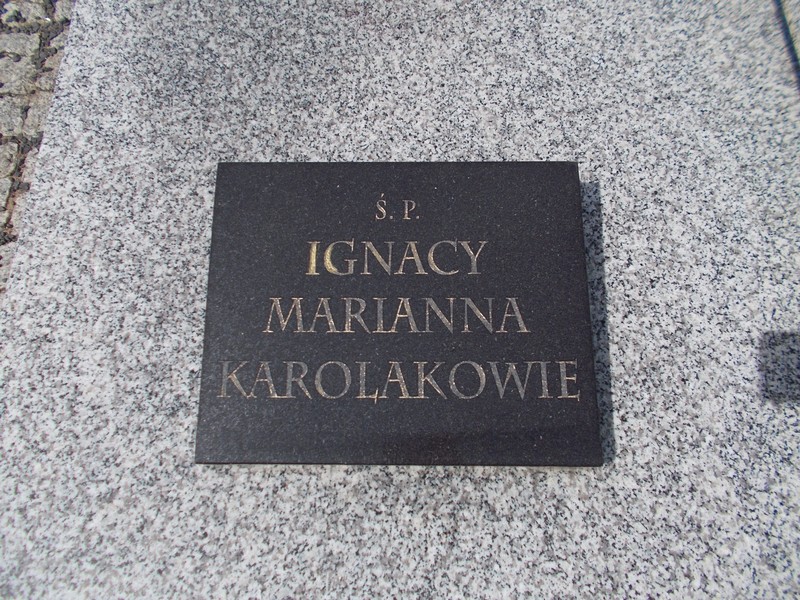 Ś. P.
IGNACY
MARIANNA
KAROLAKOWIE